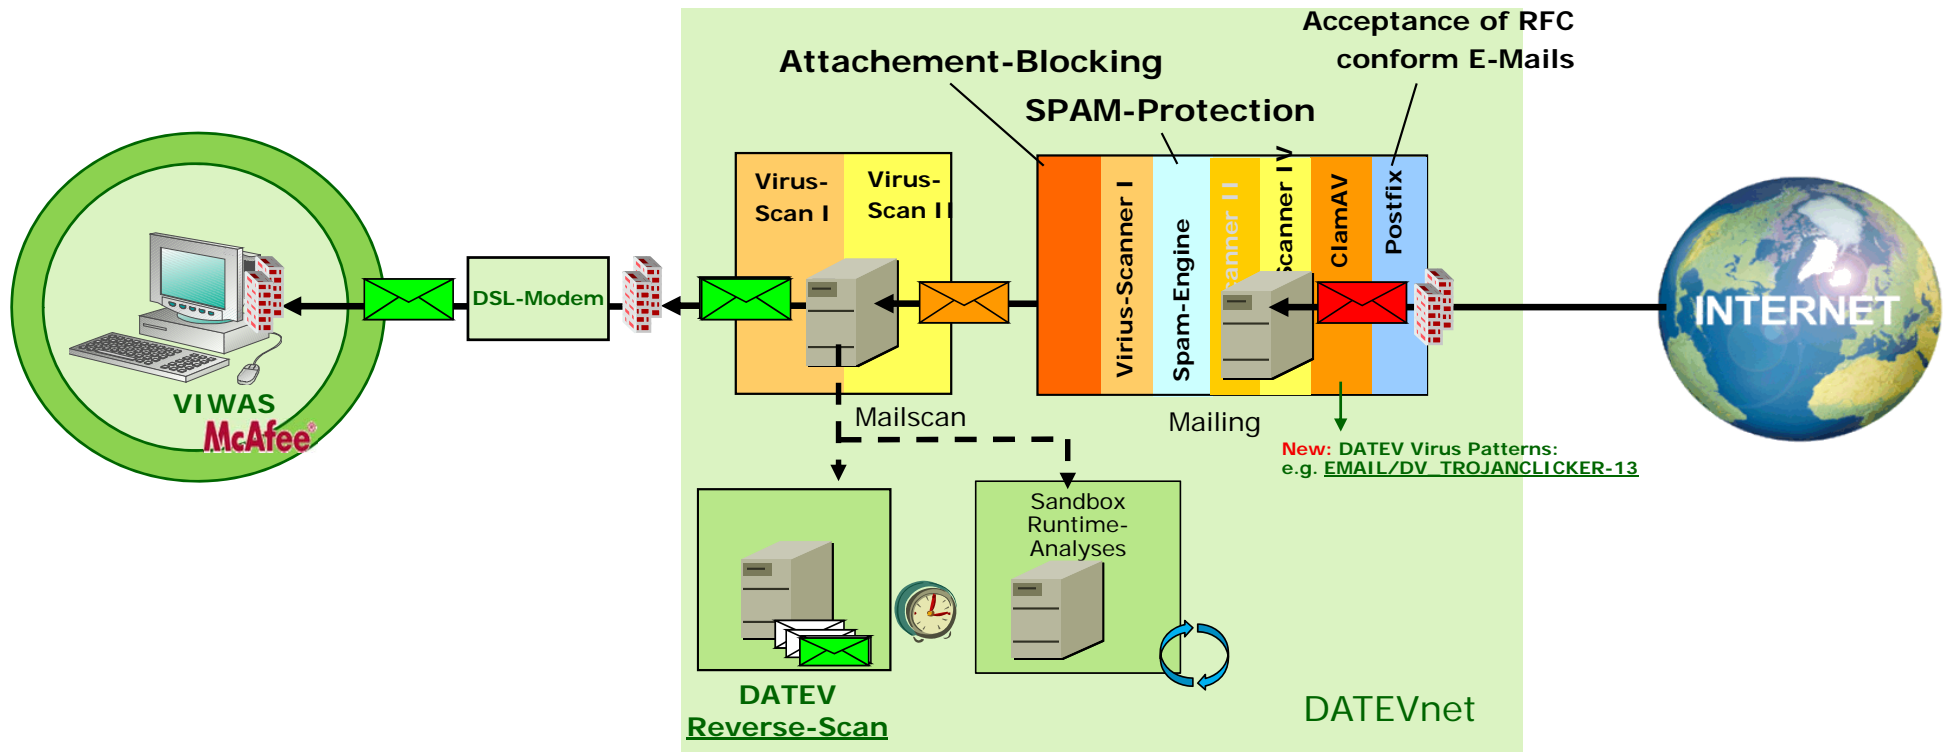 Acceptance of RFC
conform E-Mails
Attachement-Blocking
SPAM-Protection
Virus-
Scan I
Virus-
Scan II
Virius-Scanner I
Spam-Engine
canner II
Scanner IV
ClamAV
Postfix
DSL-Modem
INTERNET
VIWAS
McAfee®
Mailscan
Mailing
New: DATEV Virus Patterns:
e.g. EMAIL/DV_TROJANCLICKER-13
Sandbox
Runtime-
Analyses
DATEV
Reverse-Scan
DATEVnet